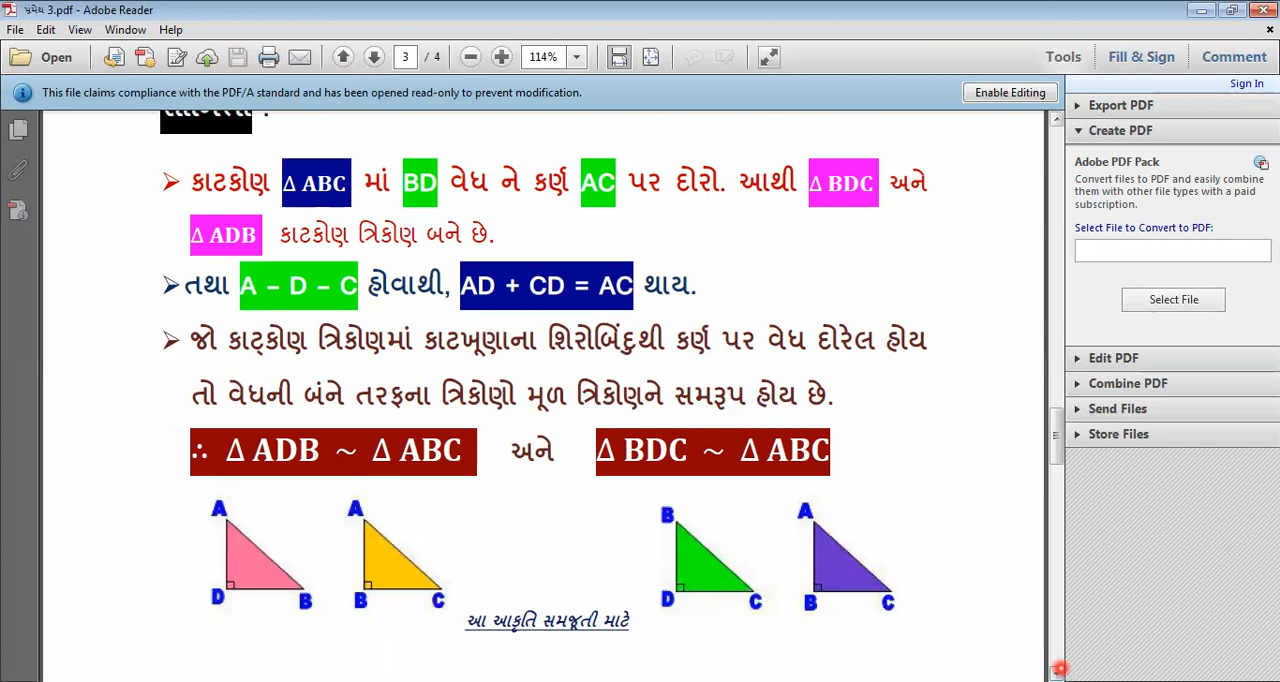 પ્રમેય 3.pdf - Adobe Reader
File Edit View Window Help
Open 3 / 4 114% Tools Fill & Sign Comment
This file claims compliance with the PDF/A standard and has been opened read-only to prevent modification. Enable Editing
Sign In
Export PDF
Create PDF
Adobe PDF Pack
Convert files to PDF and easily combine them with other file types with a paid subscription.
Select File to Convert to PDF:
Select File
Edit PDF
Combine PDF
Send Files
Store Files
➢ કાટકોણ Δ ABC માં BD વેધ ને કર્ણ AC પર દોરો. આથી Δ BDC અને
Δ ADB કાટકોણ ત્રિકોણ બને છે.
➢ તથા A – D – C હોવાથી, AD + CD = AC થાય.
➢ જો કાટ્કોણ ત્રિકોણમાં કાટખૂણાના શિરોબિંદુથી કર્ણ પર વેધ દોરેલ હોય
તો વેધની બંને તરફના ત્રિકોણો મૂળ ત્રિકોણને સમરૂપ હોય છે.
∴ Δ ADB ~ Δ ABC અને Δ BDC ~ Δ ABC
A A B A
D B B C D C B C
આ આકૃતિ સમજૂતી માટે